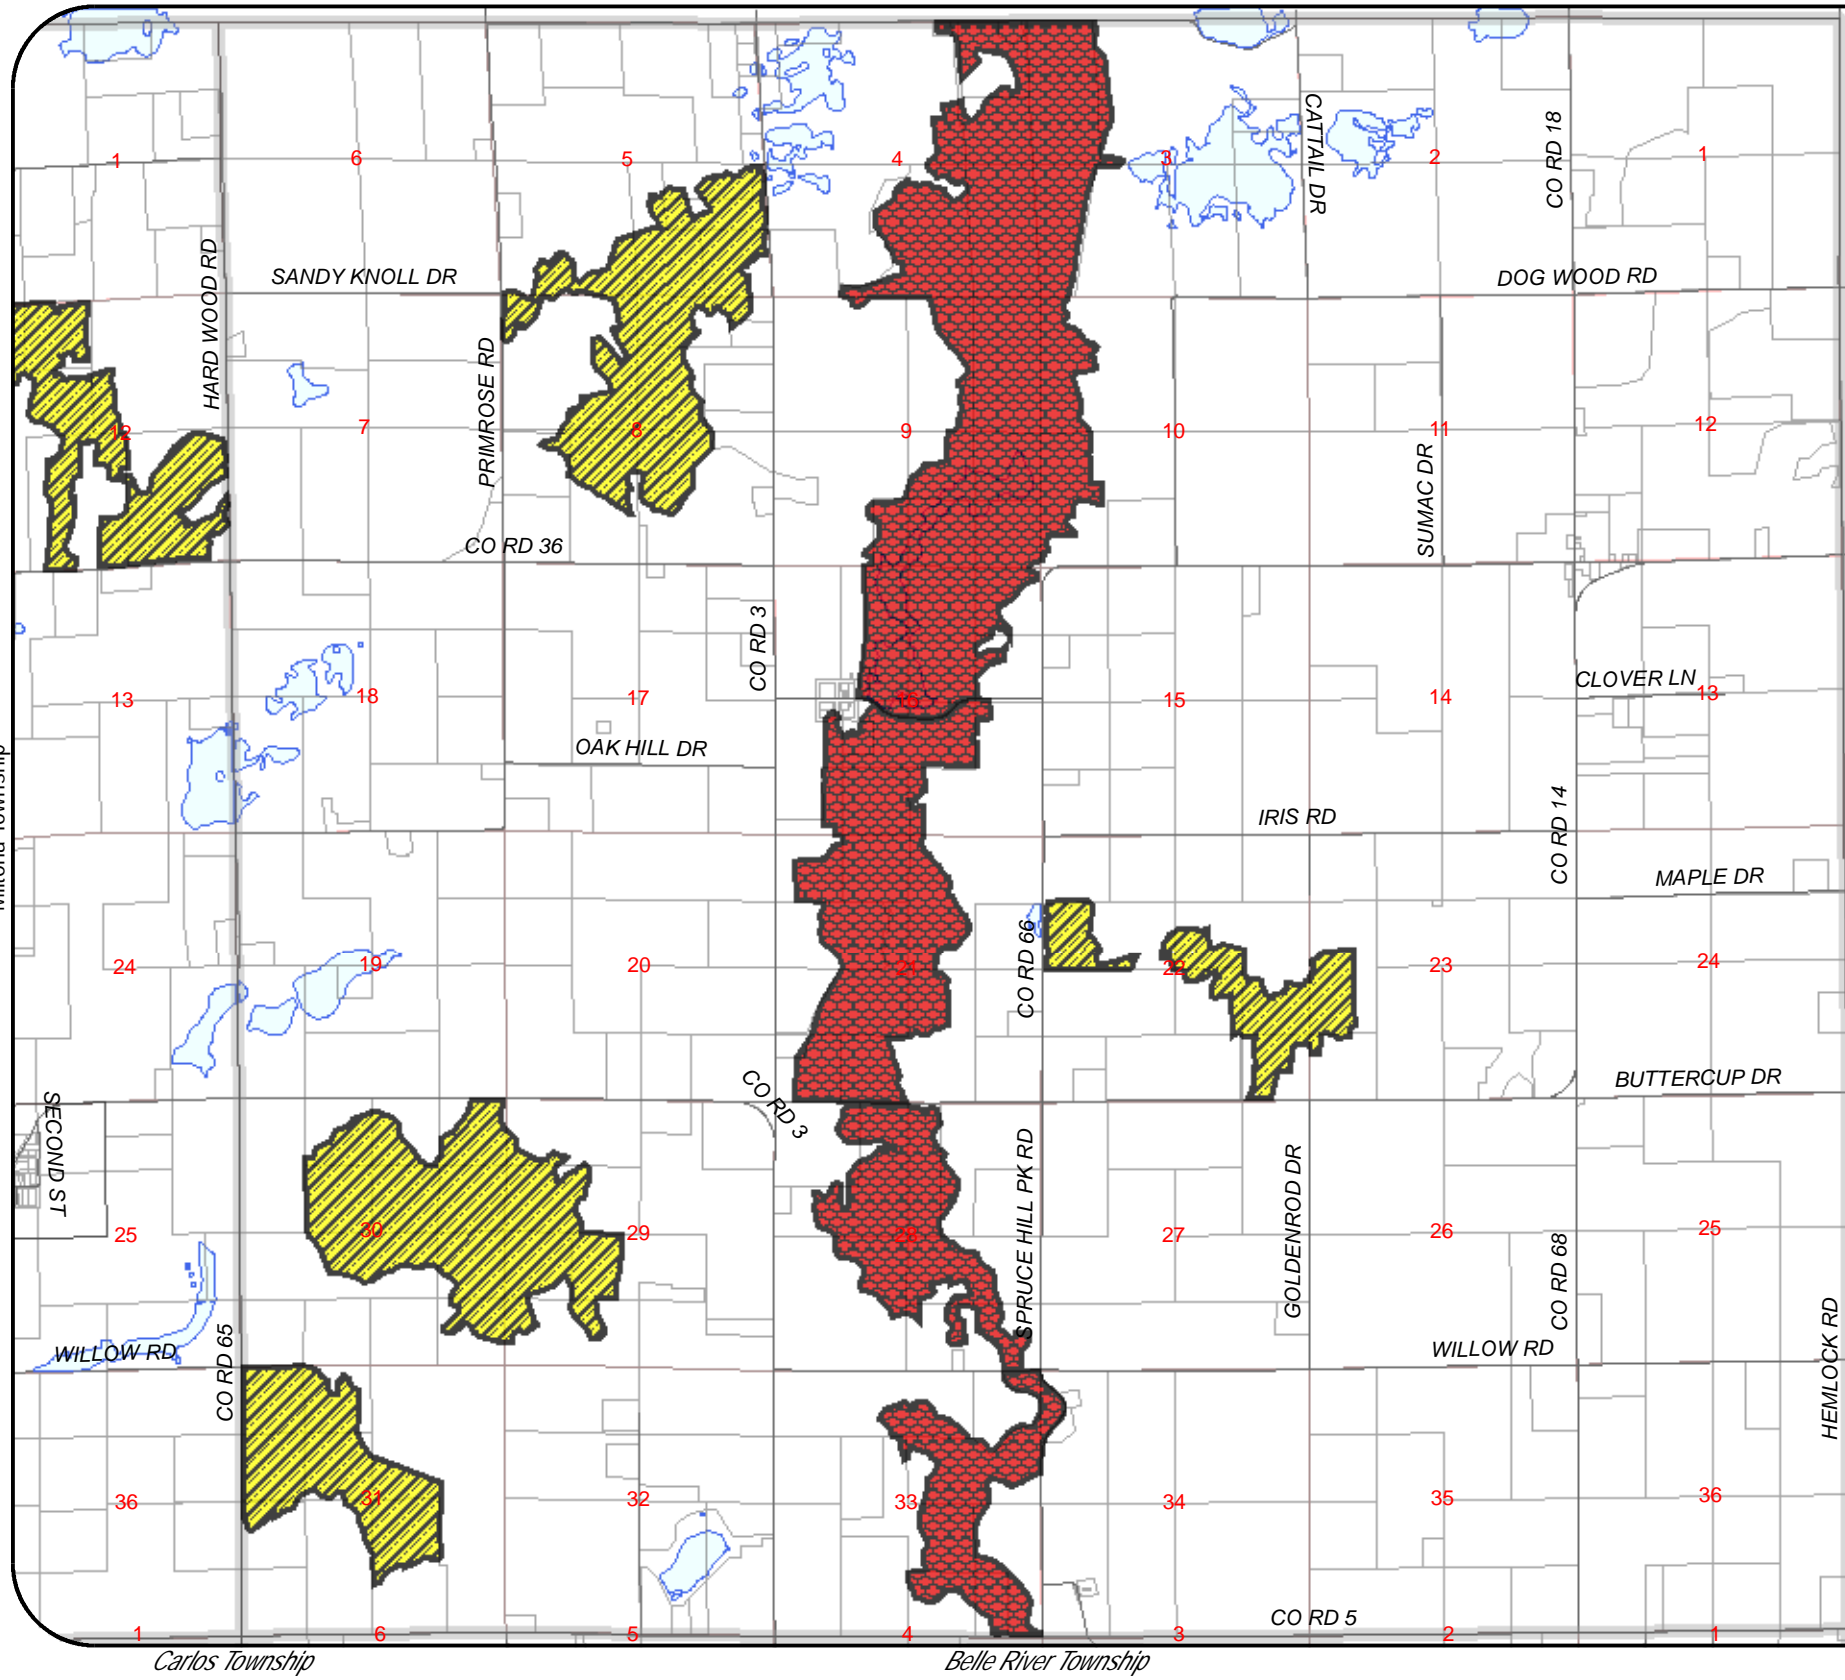 CATTAIL DR
CO RD 18
1
6
5
4
3
2
1
HARD WOOD RD
SANDY KNOLL DR
DOG WOOD RD
PRIMROSE RD
12
7
8
9
10
11
12
SUMAC DR
CO RD 36
CO RD 3
13
18
17
16
15
14
13
CLOVER LN
OAK HILL DR
IRIS RD
CO RD 14
MAPLE DR
CO RD 66
24
19
20
21
22
23
24
CO RD 3
BUTTERCUP DR
SECOND ST
SPRUCE HILL PK RD
GOLDENROD DR
25
30
29
28
27
26
25
CO RD 68
HEMLOCK RD
WILLOW RD
CO RD 65
WILLOW RD
36
31
32
33
34
35
36
CO RD 5
1
6
5
4
3
2
1
Carlos Township
Belle River Township